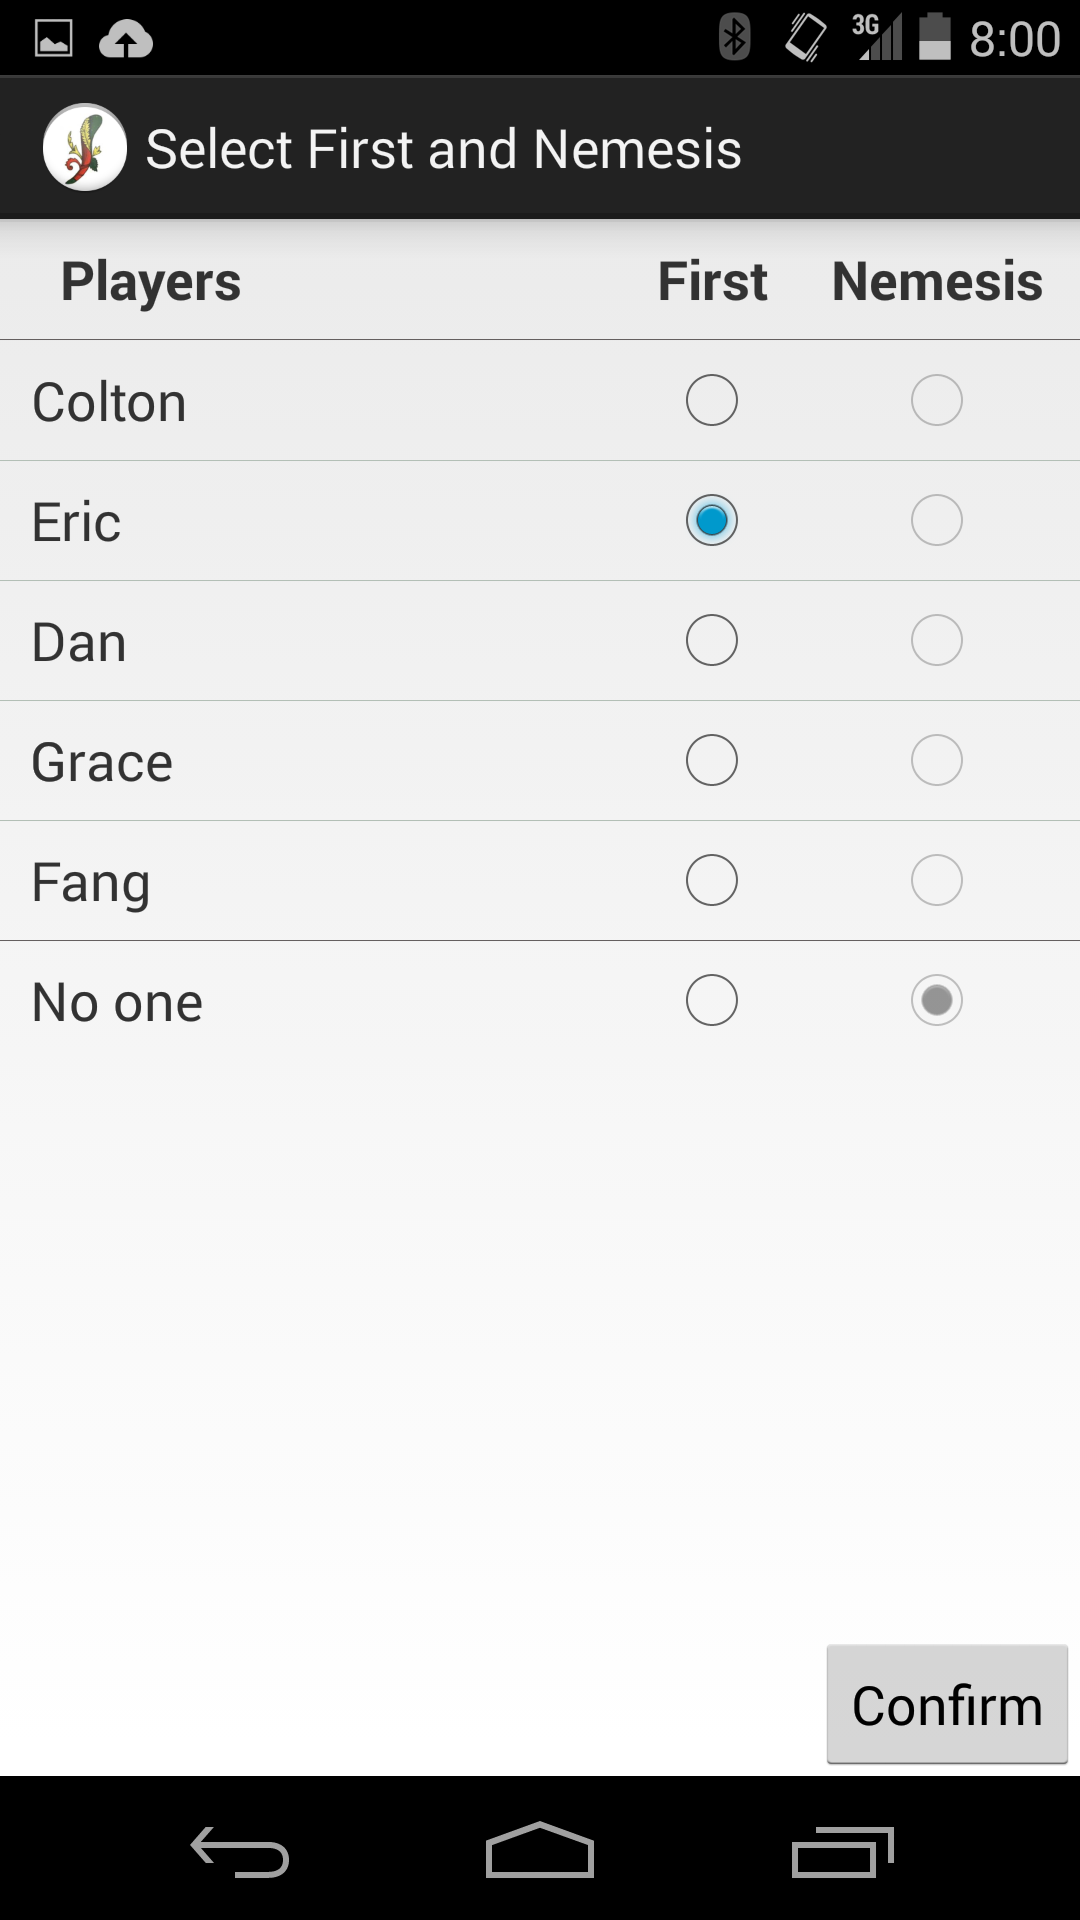 3G 8:00
Select First and Nemesis
Players First Nemesis
Colton
Eric
Dan
Grace
Fang
No one
Confirm